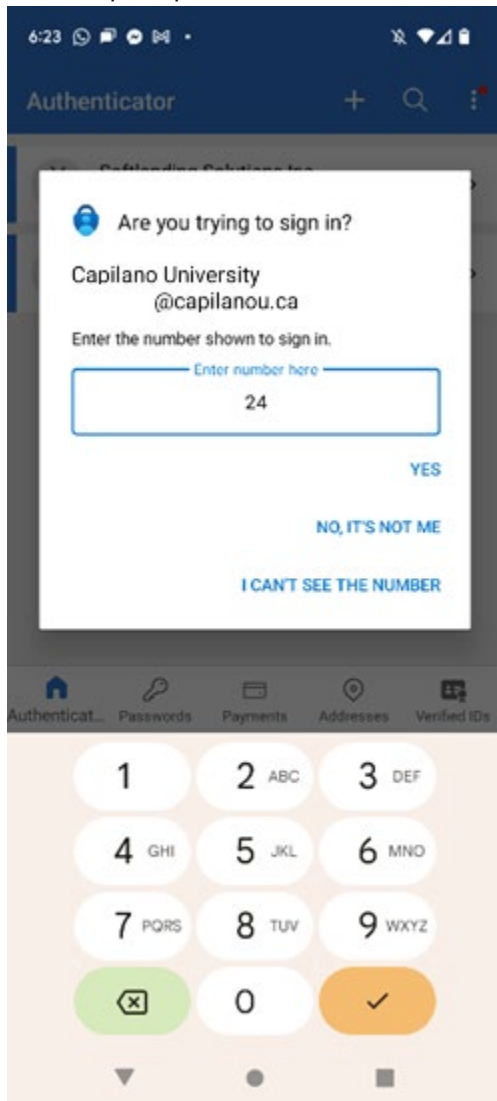 6:23
Authenticator
Softlanding Solutions Inc
Are you trying to sign in?
Capilano University
@capilanou.ca
Enter the number shown to sign in.
Enter number here
24
YES
NO, IT'S NOT ME
I CAN'T SEE THE NUMBER
Authenticat... Passwords Payments Addresses Verified IDs
1 2 ABC 3 DEF
4 GHI 5 JKL 6 MNO
7 PQRS 8 TUV 9 WXYZ
0